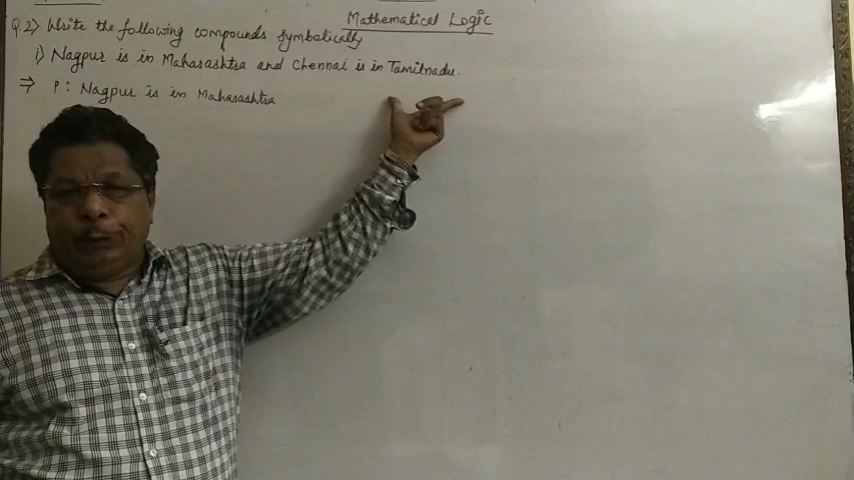 Mathematical Logic
Q.2) Write the following compounds symbolically
i) Nagpur is in Maharashtra and Chennai is in Tamilnadu.
⇒ P : Nagpur is in Maharashtra